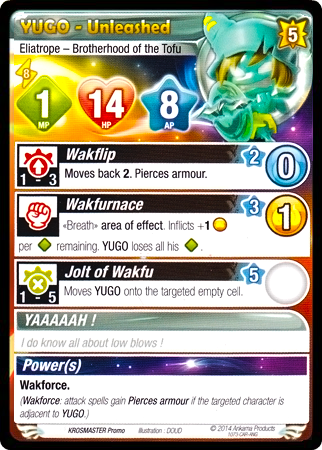 YUGO – Unleashed
5
Eliatrope – Brotherhood of the Tofu
1 MP
14 HP
8 AP
Wakflip 2 0
1 - 3
Moves back 2. Pierces armour.
Wakfurnace 3 1
«Breath» area of effect. Inflicts +1
per remaining. YUGO loses all his .
Jolt of Wakfu 5
1 - 5
Moves YUGO onto the targeted empty cell.
YAAAAAH !
I do know all about low blows !
Power(s)
Wakforce.
(Wakforce: attack spells gain Pierces armour if the targeted character is
adjacent to YUGO.)
KROSMASTER Promo Illustration : DOUD © 2014 Ankama Products